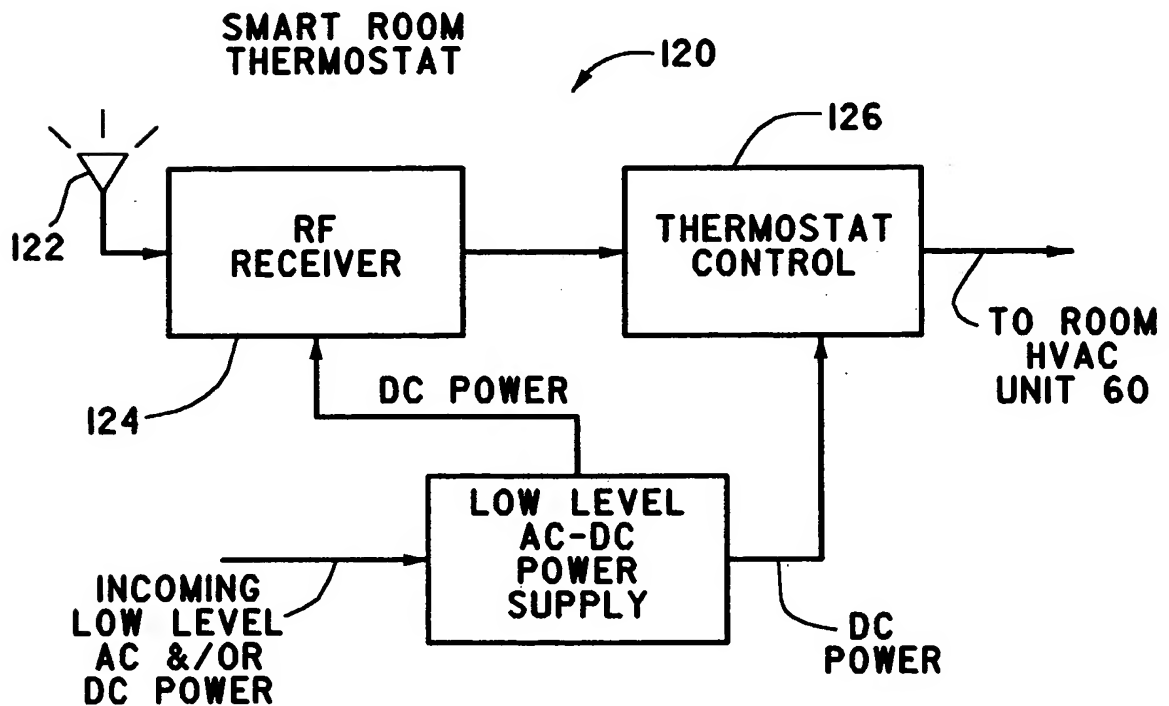 SMART ROOM
THERMOSTAT
120
126
122
RF
RECEIVER
THERMOSTAT
CONTROL
TO ROOM
HVAC
UNIT 60
124
DC POWER
LOW LEVEL
AC-DC
POWER
SUPPLY
INCOMING
LOW LEVEL
AC &/OR
DC POWER
DC
POWER